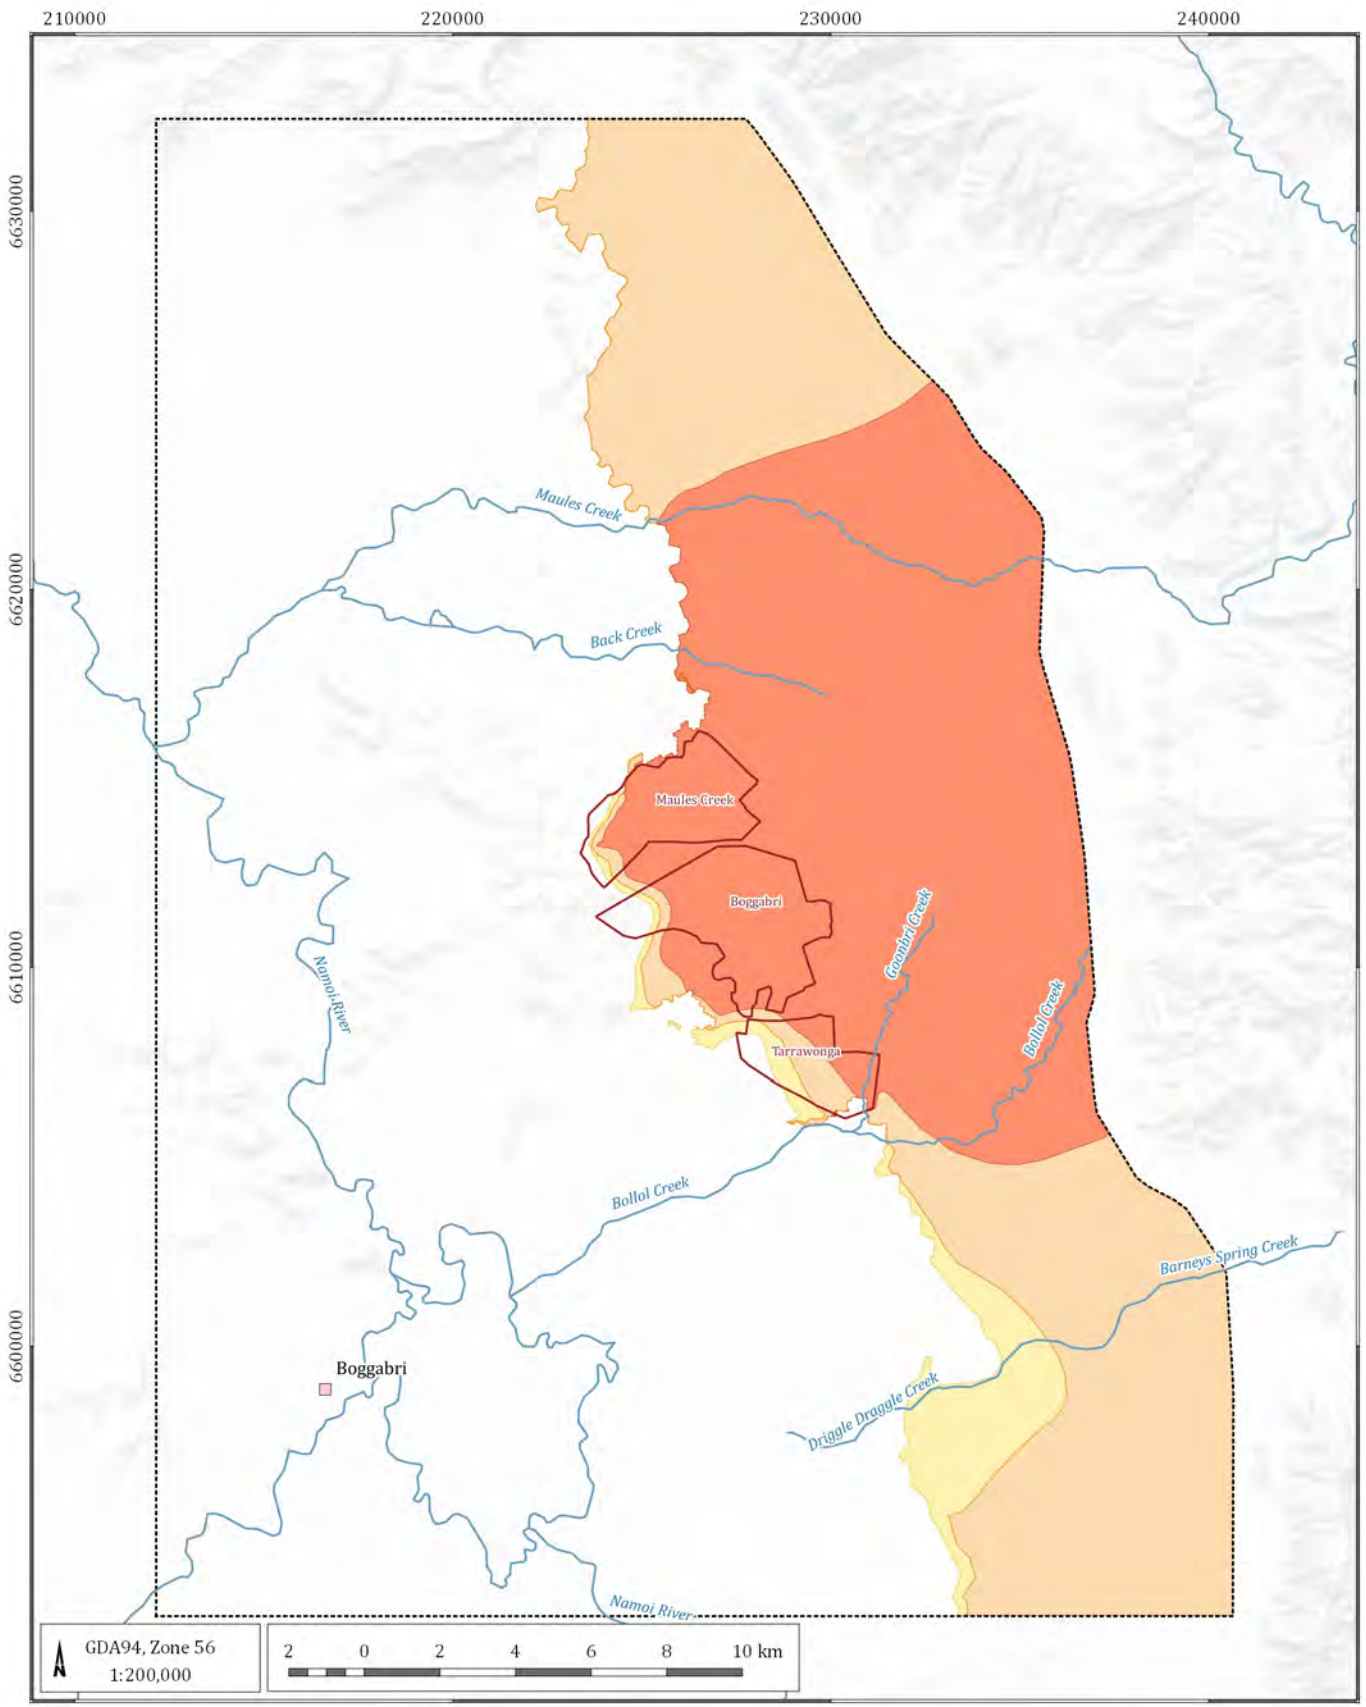 210000
220000
230000
240000
6630000
6620000
6610000
6600000
Maules Creek
Back Creek
Maules Creek
Boggabri
Goonbri Creek
Namoi River
Bollol Creek
Tarrawonga
Bollol Creek
Barneys Spring Creek
Boggabri
Driggle Draggle Creek
Namoi River
GDA94, Zone 56
1:200,000
N
2 0 2 4 6 8 10 km